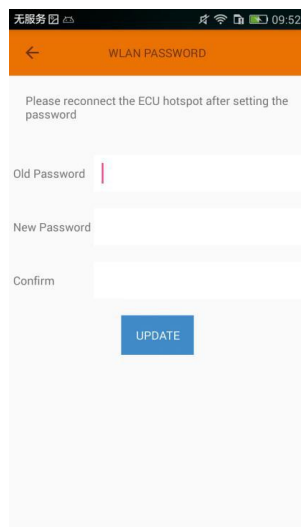 无服务 09:52
WLAN PASSWORD
Please reconnect the ECU hotspot after setting the
password
Old Password
New Password
Confirm
UPDATE